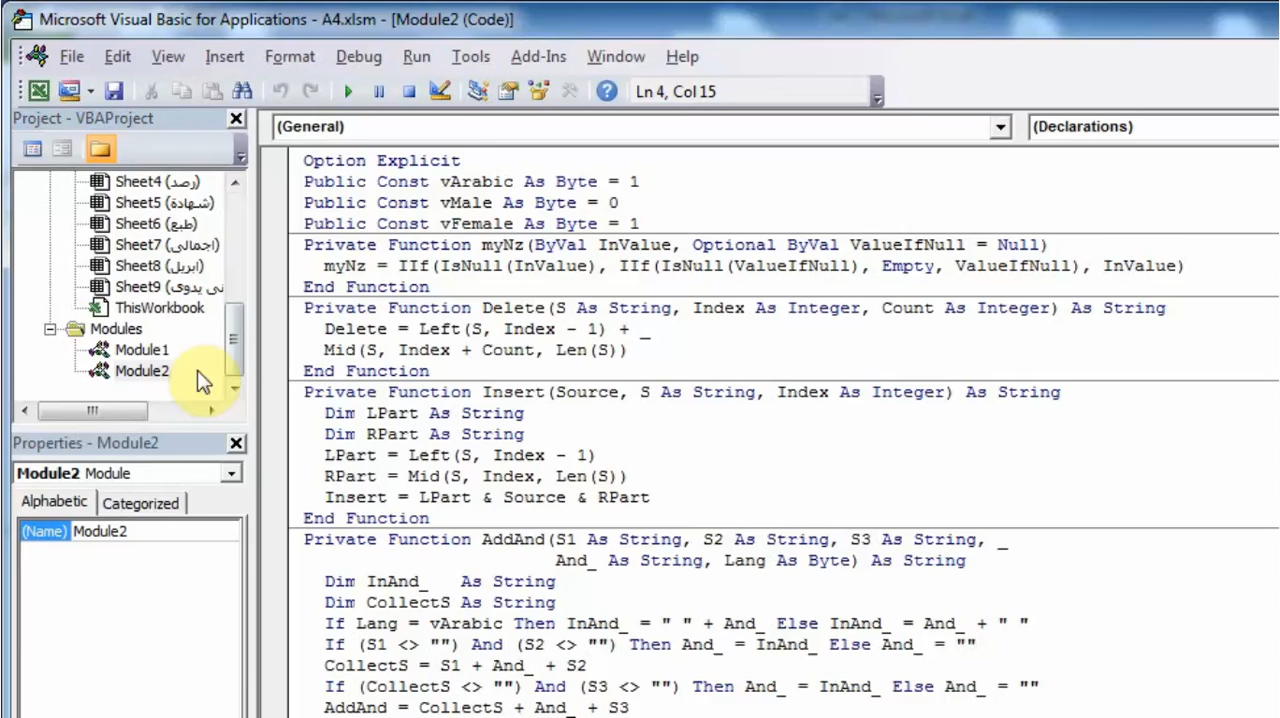 Microsoft Visual Basic for Applications - A4.xlsm - [Module2 (Code)]
File Edit View Insert Format Debug Run Tools Add-Ins Window Help
Ln 4, Col 15
Project - VBAProject
(General)
(Declarations)
Sheet4 (رصد)
Sheet5 (شهادة)
Sheet6 (طبع)
Sheet7 (اجمالى)
Sheet8 (ابريل)
Sheet9 (نى يدوى
ThisWorkbook
Modules
Module1
Module2
Properties - Module2
Module2 Module
Alphabetic Categorized
(Name) Module2
Option Explicit
Public Const vArabic As Byte = 1
Public Const vMale As Byte = 0
Public Const vFemale As Byte = 1
Private Function myNz(ByVal InValue, Optional ByVal ValueIfNull = Null)
myNz = IIf(IsNull(InValue), IIf(IsNull(ValueIfNull), Empty, ValueIfNull), InValue)
End Function
Private Function Delete(S As String, Index As Integer, Count As Integer) As String
Delete = Left(S, Index - 1) + _
Mid(S, Index + Count, Len(S))
End Function
Private Function Insert(Source, S As String, Index As Integer) As String
Dim LPart As String
Dim RPart As String
LPart = Left(S, Index - 1)
RPart = Mid(S, Index, Len(S))
Insert = LPart & Source & RPart
End Function
Private Function AddAnd(S1 As String, S2 As String, S3 As String, _
And_ As String, Lang As Byte) As String
Dim InAnd_ As String
Dim CollectS As String
If Lang = vArabic Then InAnd_ = " " + And_ Else InAnd_ = And_ + " "
If (S1 <> "") And (S2 <> "") Then And_ = InAnd_ Else And_ = ""
CollectS = S1 + And_ + S2
If (CollectS <> "") And (S3 <> "") Then And_ = InAnd_ Else And_ = ""
AddAnd = CollectS + And_ + S3